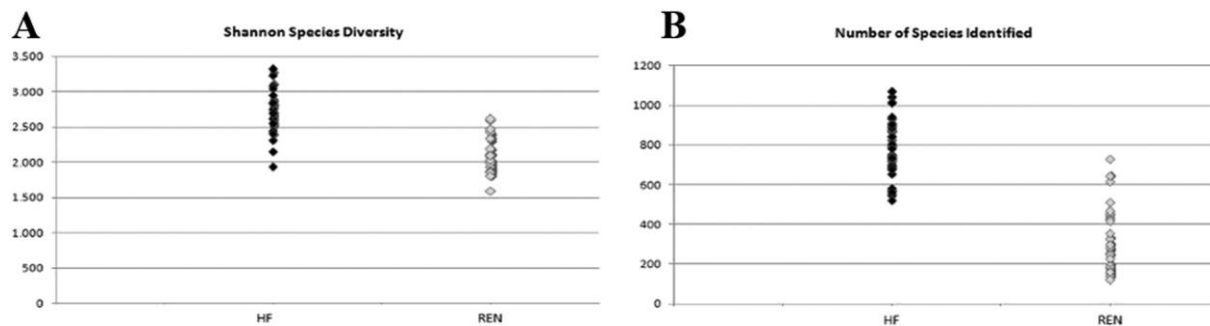 A
Shannon Species Diversity
3.500
3.000
2.500
2.000
1.500
1.000
500
0
HF
REN
B
Number of Species Identified
1200
1000
800
600
400
200
0
HF
REN